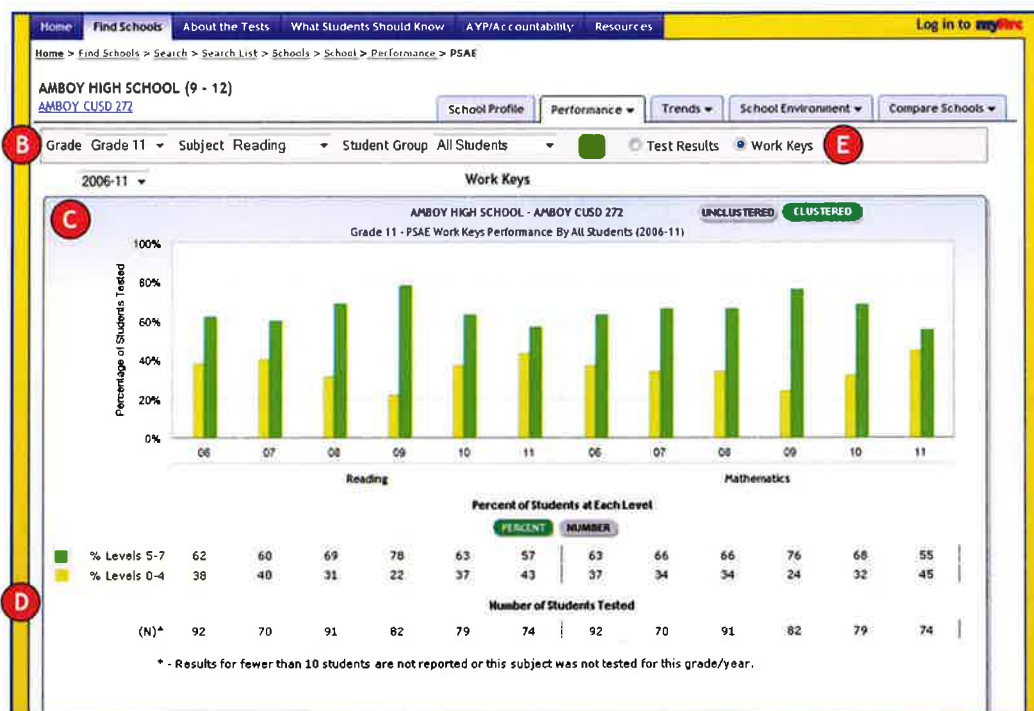 Home Find Schools About the Tests What Students Should Know AYP/Accountability Resources Log in to myiirc
Home > Find Schools > Search > Search List > Schools > School > Performance > PSAE
AMBOY HIGH SCHOOL (9 - 12)
AMBOY CUSD 272
School Profile Performance Trends School Environment Compare Schools
B Grade Grade 11 Subject Reading Student Group All Students Test Results Work Keys E
2006-11 Work Keys
C
AMBOY HIGH SCHOOL - AMBOY CUSD 272 UNCLUSTERED CLUSTERED
Grade 11 - PSAE Work Keys Performance By All Students (2006-11)
Percentage of Students Tested
100%
80%
60%
40%
20%
0%
06 07 08 09 10 11 06 07 08 09 10 11
Reading Mathematics
Percent of Students at Each Level
PERCENT NUMBER
% Levels 5-7 62 60 69 78 63 57 63 66 66 76 68 55
% Levels 0-4 38 40 31 22 37 43 37 34 34 24 32 45
D
Number of Students Tested
(N)* 92 70 91 82 79 74 92 70 91 82 79 74
* - Results for fewer than 10 students are not reported or this subject was not tested for this grade/year.